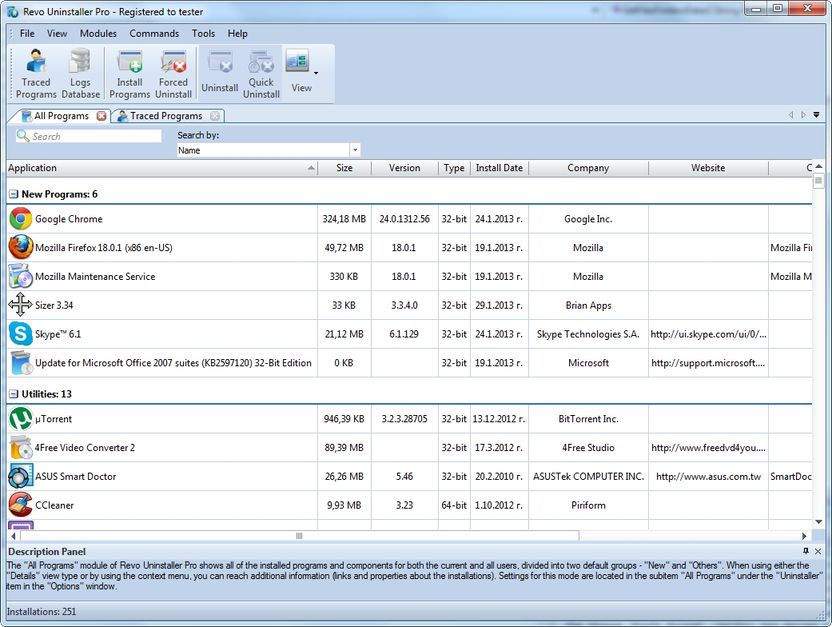 Revo Uninstaller Pro - Registered to tester
File View Modules Commands Tools Help
Traced Programs
Logs Database
Install Programs
Forced Uninstall
Uninstall
Quick Uninstall
View
All Programs Traced Programs
Search
Search by:
Name
Application Size Version Type Install Date Company Website C
New Programs: 6
Google Chrome 324,18 MB 24.0.1312.56 32-bit 24.1.2013 г. Google Inc.
Mozilla Firefox 18.0.1 (x86 en-US) 49,72 MB 18.0.1 32-bit 19.1.2013 г. Mozilla Mozilla Fi
Mozilla Maintenance Service 330 KB 18.0.1 32-bit 19.1.2013 г. Mozilla Mozilla M
Sizer 3.34 33 KB 3.3.4.0 32-bit 29.1.2013 г. Brian Apps
Skype™ 6.1 21,12 MB 6.1.129 32-bit 24.1.2013 г. Skype Technologies S.A. http://ui.skype.com/ui/0/...
Update for Microsoft Office 2007 suites (KB2597120) 32-Bit Edition 0 KB 32-bit 19.1.2013 г. Microsoft http://support.microsoft....
Utilities: 13
µTorrent 946,39 KB 3.2.3.28705 32-bit 13.12.2012 г. BitTorrent Inc.
4Free Video Converter 2 89,39 MB 32-bit 17.3.2012 г. 4Free Studio http://www.freedvd4you....
ASUS Smart Doctor 26,26 MB 5.46 32-bit 20.2.2010 г. ASUSTek COMPUTER INC. http://www.asus.com.tw SmartDoc
CCleaner 9,93 MB 3.23 64-bit 1.10.2012 г. Piriform
Description Panel
The "All Programs" module of Revo Uninstaller Pro shows all of the installed programs and components for both the current and all users, divided into two default groups - "New" and "Others". When using either the
"Details" view type or by using the context menu, you can reach additional information (links and properties about the installations). Settings for this mode are located in the subitem "All Programs" under the "Uninstaller"
item in the "Options" window.
Installations: 251